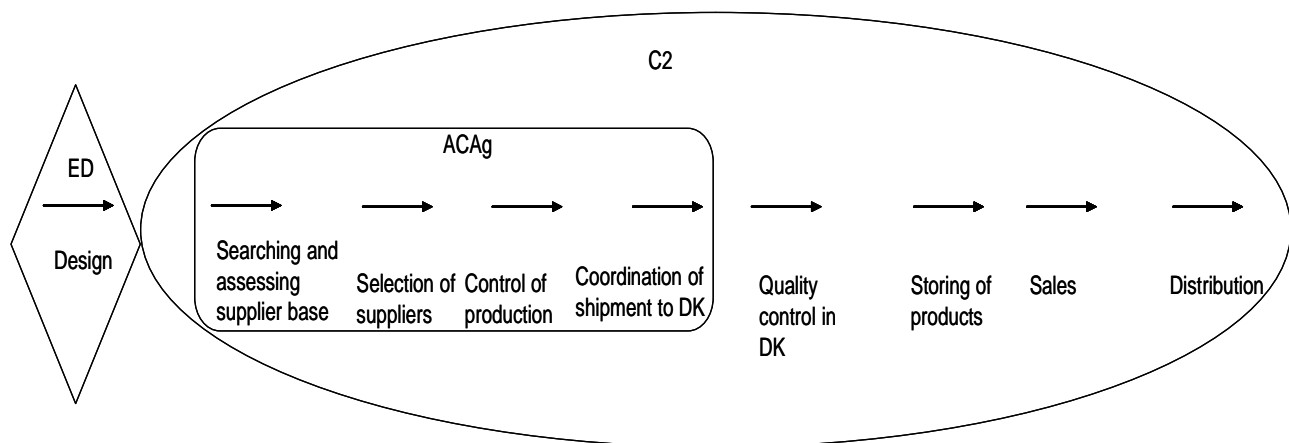 C2
ACAg
ED
Design
Searching and
assessing
supplier base
Selection of
suppliers
Control of
production
Coordination of
shipment to DK
Quality
control in
DK
Storing of
products
Sales
Distribution